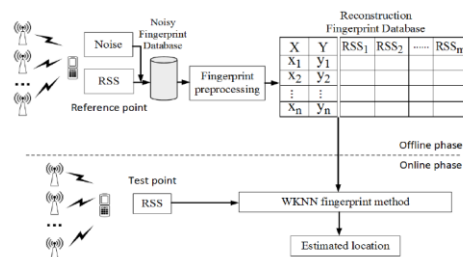 Reconstruction
Fingerprint Database
Noisy
Fingerprint
Database
Noise
RSS
Reference point
Fingerprint
preprocessing
X Y RSS1 RSS2 ...... RSSm
x1 y1
x2 y2
⋮ ⋮
xn yn
...
Offline phase
Online phase
Test point
RSS
WKNN fingerprint method
...
Estimated location